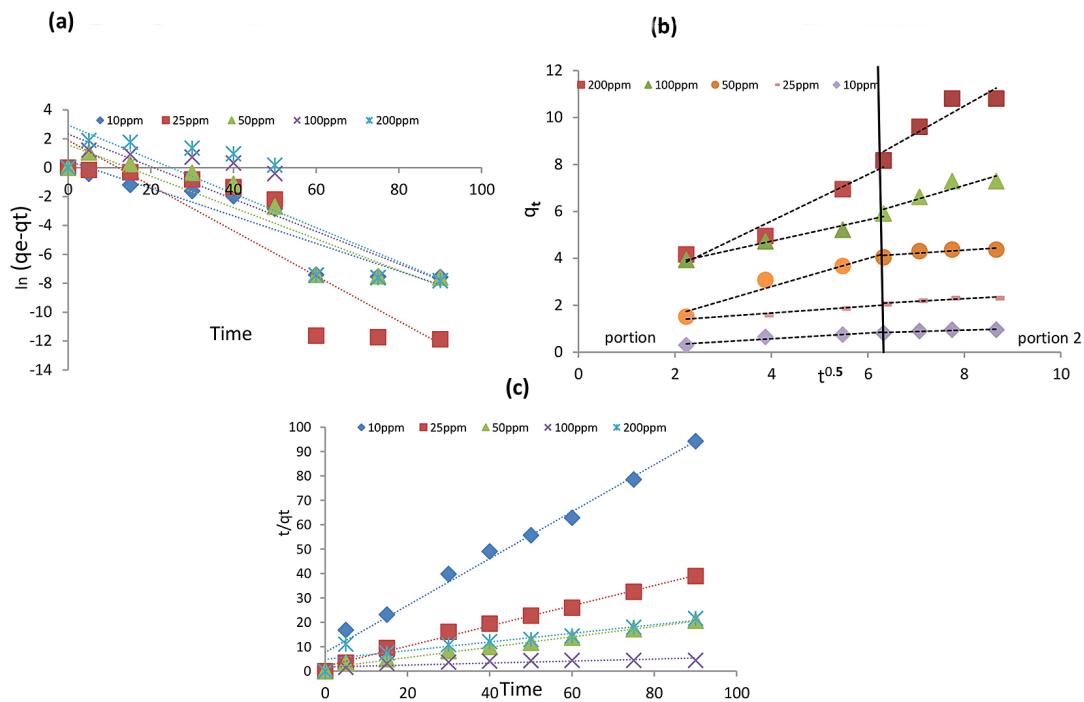 (a)
4
2
0
-2
-4
-6
-8
-10
-12
-14
ln (qe-qt)
10ppm 25ppm 50ppm 100ppm 200ppm
0 20 40 60 80 100
Time
(b)
12
10
8
6
4
2
0
qt
200ppm 100ppm 50ppm 25ppm 10ppm
portion portion 2
0 2 4 6 8 10
t0.5
(c)
100
90
80
70
60
50
40
30
20
10
0
t/qt
10ppm 25ppm 50ppm 100ppm 200ppm
0 20 40 60 80 100
Time